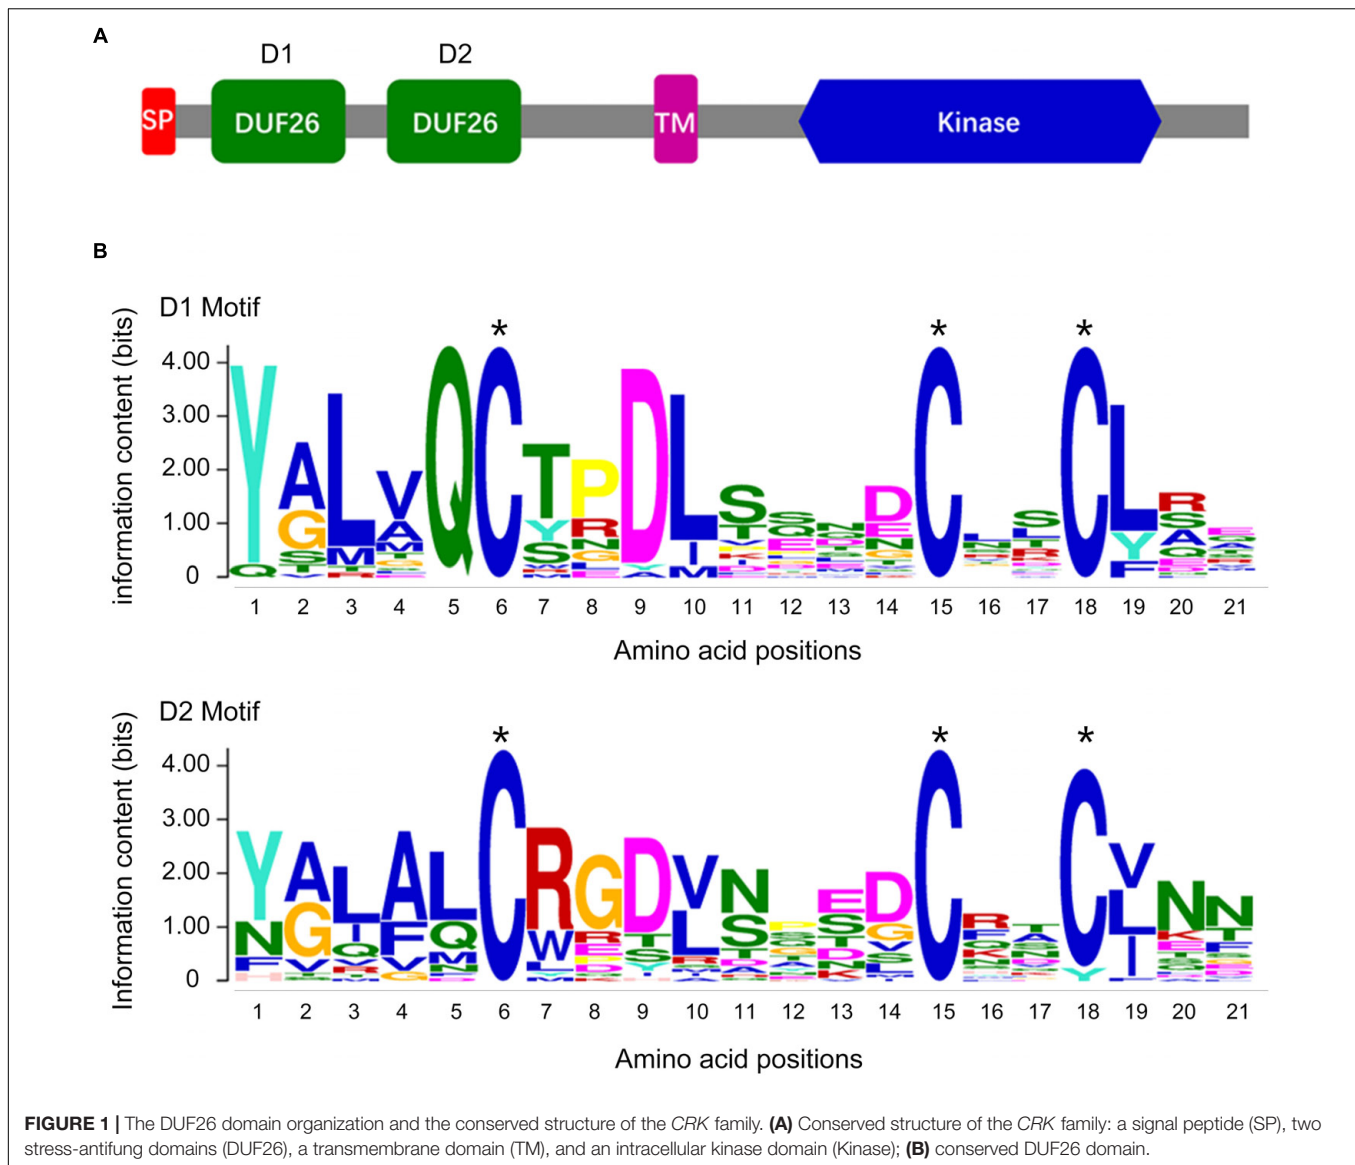 A
D1 D2
SP DUF26 DUF26 TM Kinase
B
D1 Motif
* * *
information content (bits)
4.00
3.00
2.00
1.00
0
1 2 3 4 5 6 7 8 9 10 11 12 13 14 15 16 17 18 19 20 21
Amino acid positions
D2 Motif
* * *
Information content (bits)
4.00
3.00
2.00
1.00
0
1 2 3 4 5 6 7 8 9 10 11 12 13 14 15 16 17 18 19 20 21
Amino acid positions
FIGURE 1 | The DUF26 domain organization and the conserved structure of the CRK family. (A) Conserved structure of the CRK family: a signal peptide (SP), two
stress-antifung domains (DUF26), a transmembrane domain (TM), and an intracellular kinase domain (Kinase); (B) conserved DUF26 domain.